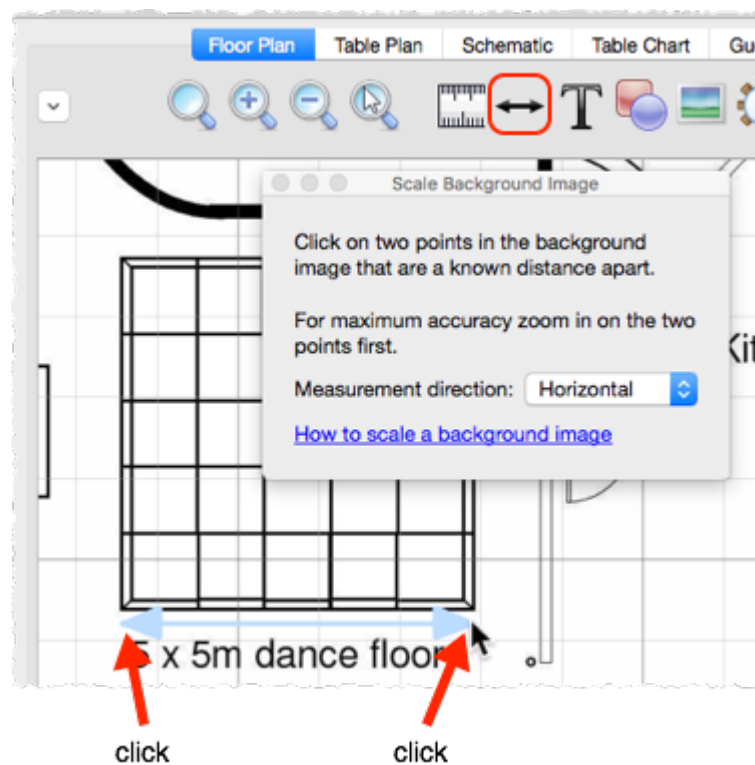 Floor Plan
Table Plan
Schematic
Table Chart
Gu
T
Scale Background Image
Click on two points in the background
image that are a known distance apart.
For maximum accuracy zoom in on the two
points first.
Kit
Measurement direction: Horizontal
How to scale a background image
5 x 5m dance floor
click
click